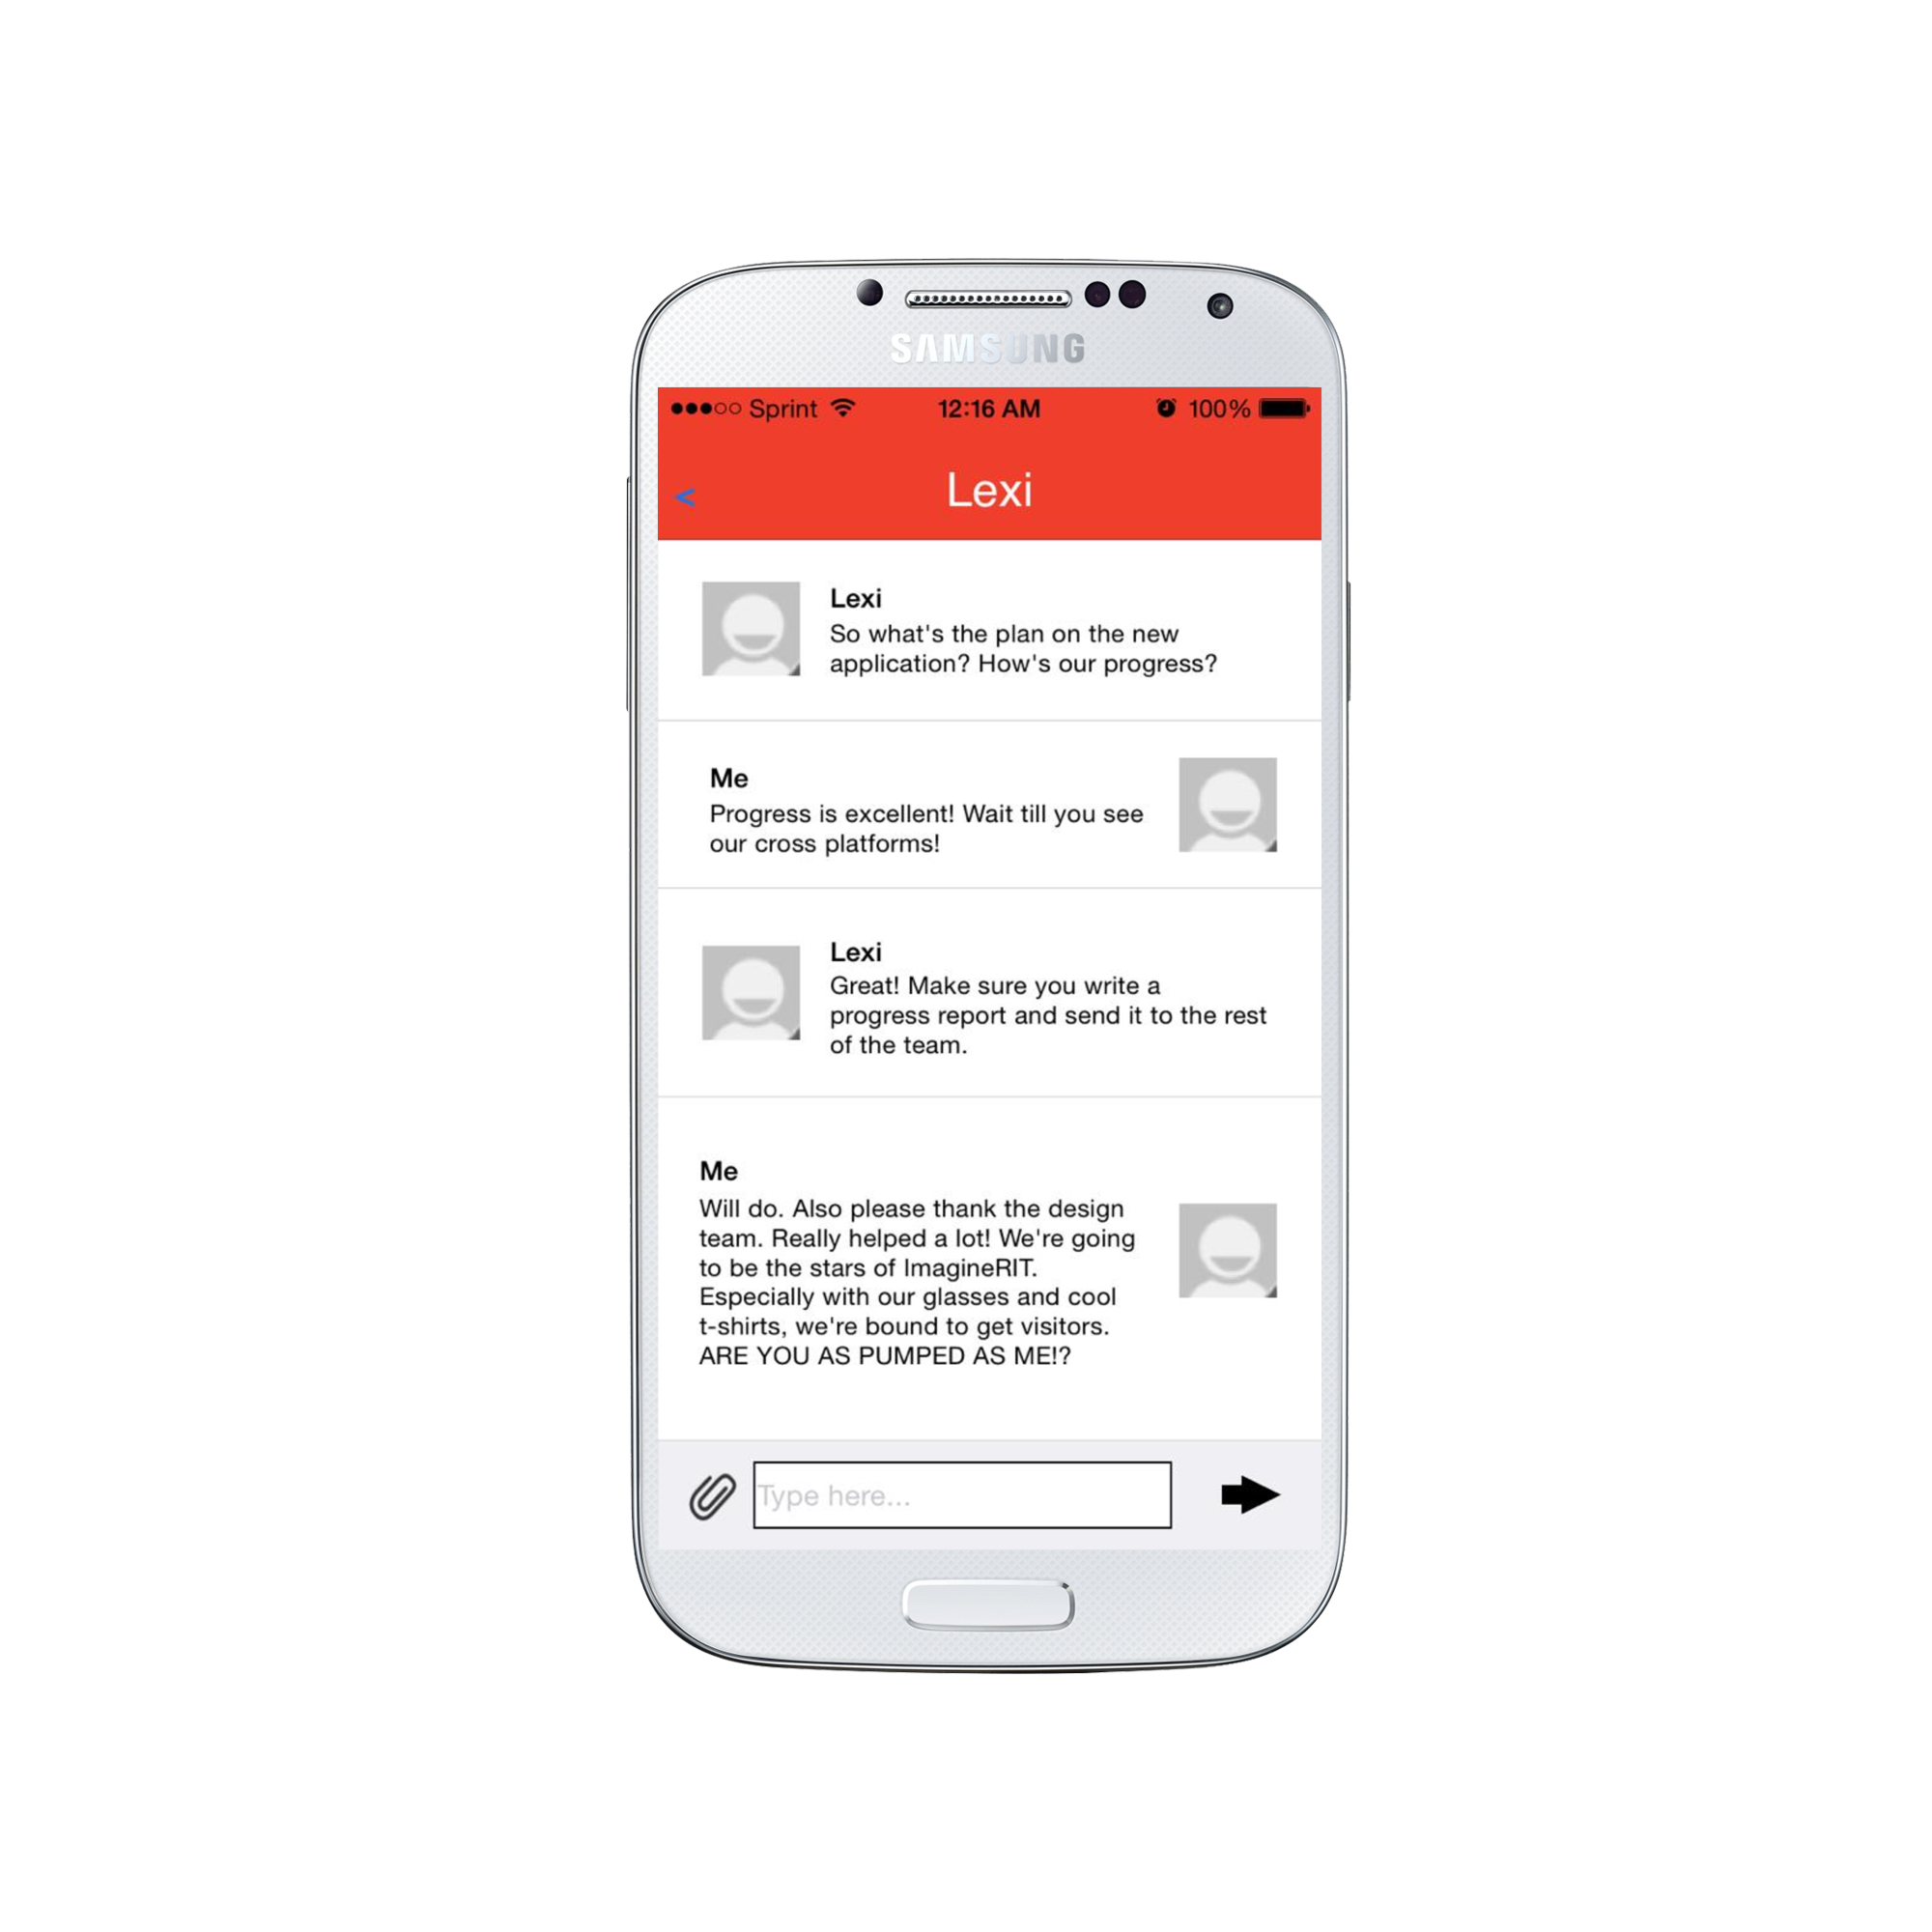 SAMSUNG
Sprint 12:16 AM 100%
< Lexi
Lexi
So what's the plan on the new
application? How's our progress?
Me
Progress is excellent! Wait till you see
our cross platforms!
Lexi
Great! Make sure you write a
progress report and send it to the rest
of the team.
Me
Will do. Also please thank the design
team. Really helped a lot! We're going
to be the stars of ImagineRIT.
Especially with our glasses and cool
t-shirts, we're bound to get visitors.
ARE YOU AS PUMPED AS ME!?
Type here...